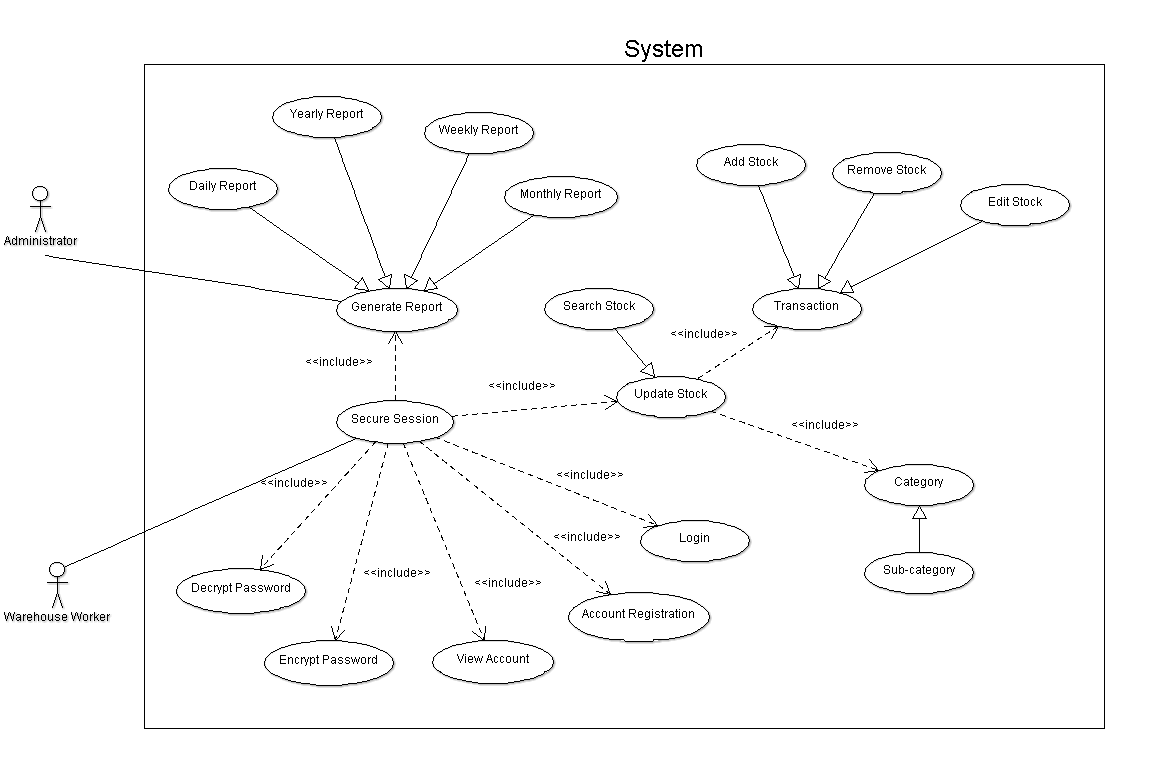 System
Yearly Report
Weekly Report
Daily Report
Monthly Report
Add Stock
Remove Stock
Edit Stock
Administrator
Generate Report
Search Stock
Transaction
<<include>>
<<include>>
<<include>>
Update Stock
Secure Session
<<include>>
<<include>>
<<include>>
Category
<<include>>
Login
<<include>>
<<include>>
Sub-category
Decrypt Password
Warehouse Worker
Account Registration
Encrypt Password
View Account
<<include>>